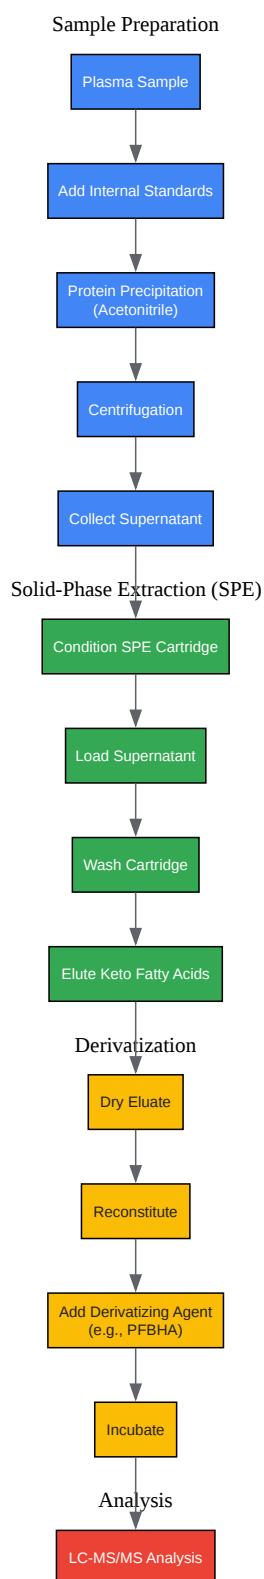 Sample Preparation
Plasma Sample
Add Internal Standards
Protein Precipitation
(Acetonitrile)
Centrifugation
Collect Supernatant
Solid-Phase Extraction (SPE)
Condition SPE Cartridge
Load Supernatant
Wash Cartridge
Elute Keto Fatty Acids
Derivatization
Dry Eluate
Reconstitute
Add Derivatizing Agent
(e.g., PFBHA)
Incubate
Analysis
LC-MS/MS Analysis